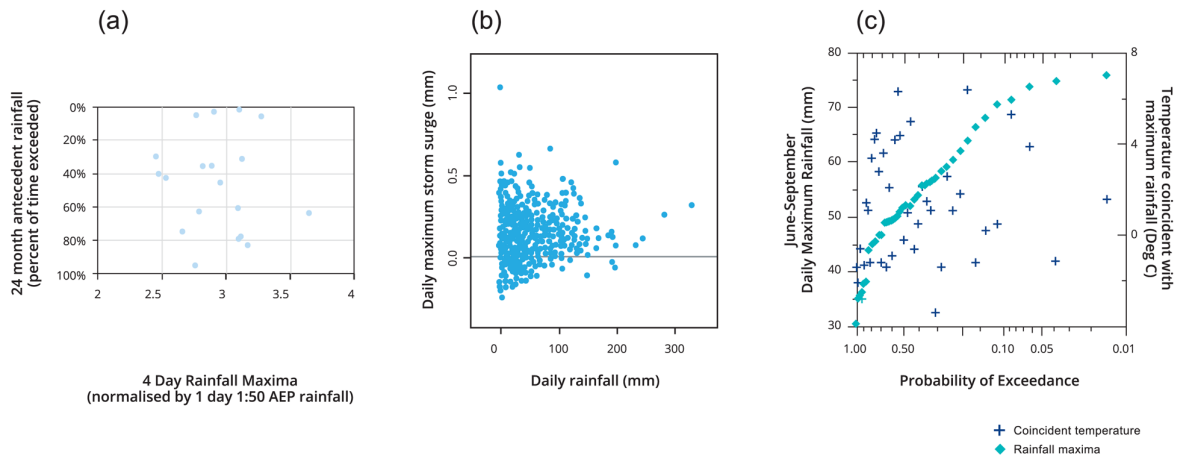 (a)
(b)
(c)
24 month antecedent rainfall
(percent of time exceeded)
0%
20%
40%
60%
80%
100%
2
2.5
3
3.5
4
4 Day Rainfall Maxima
(normalised by 1 day 1:50 AEP rainfall)
Daily maximum storm surge (mm)
1.0
0.5
0.0
0
100
200
300
Daily rainfall (mm)
June-September
Daily Maximum Rainfall (mm)
80
70
60
50
40
30
1.00
0.50
0.10
0.05
0.01
Probability of Exceedance
8
4
0
Temperature coincident with
maximum rainfall (Deg C)
Coincident temperature
Rainfall maxima